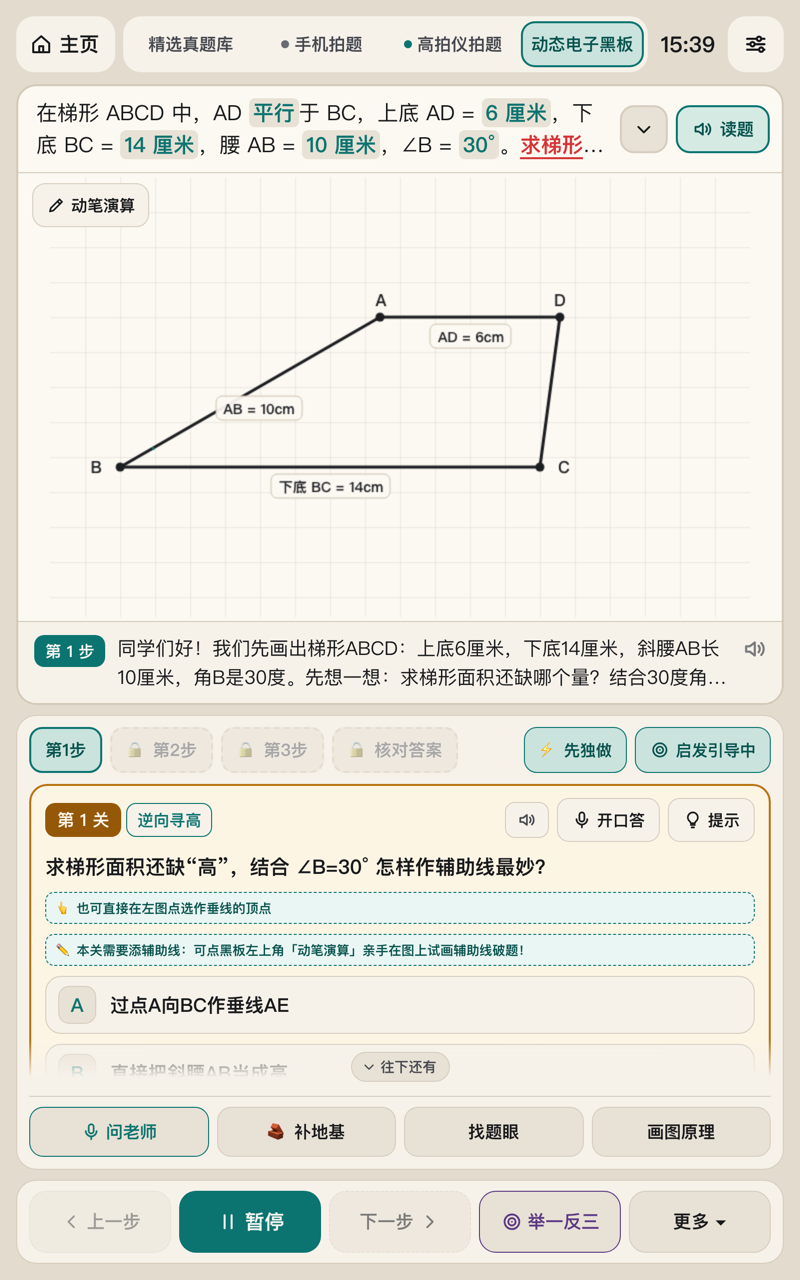 主页
精选真题库
手机拍题
高拍仪拍题
动态电子黑板
15:39
在梯形 ABCD 中，AD 平行于 BC，上底 AD = 6 厘米，下
底 BC = 14 厘米，腰 AB = 10 厘米，∠B = 30°。求梯形…
读题
动笔演算
A
D
AD = 6cm
AB = 10cm
B
C
下底 BC = 14cm
第 1 步
同学们好！我们先画出梯形ABCD：上底6厘米，下底14厘米，斜腰AB长
10厘米，角B是30度。先想一想：求梯形面积还缺哪个量？结合30度角…
第1步
第2步
第3步
核对答案
先独做
启发引导中
第 1 关
逆向寻高
开口答
提示
求梯形面积还缺“高”，结合 ∠B=30° 怎样作辅助线最妙？
也可直接在左图点选作垂线的顶点
本关需要添辅助线：可点黑板左上角「动笔演算」亲手在图上试画辅助线破题！
A
过点A向BC作垂线AE
B
直接把斜腰AB当成高
往下还有
问老师
补地基
找题眼
画图原理
上一步
暂停
下一步
举一反三
更多